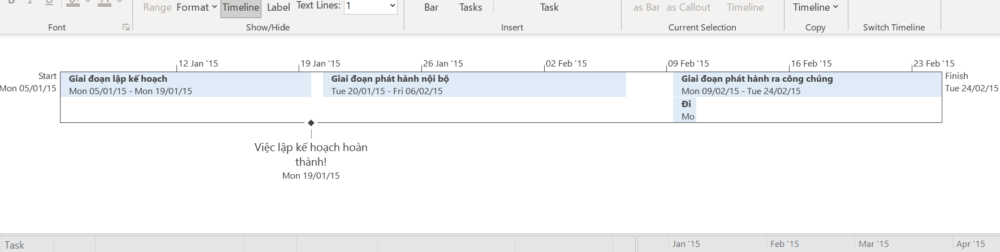 Range Format Timeline Label Text Lines: 1 Bar Tasks Task as Bar as Callout Timeline Timeline
Font Show/Hide Insert Current Selection Copy Switch Timeline
12 Jan '15 19 Jan '15 26 Jan '15 02 Feb '15 09 Feb '15 16 Feb '15 23 Feb '15
Start
Mon 05/01/15
Giai đoạn lập kế hoạch
Mon 05/01/15 - Mon 19/01/15
Giai đoạn phát hành nội bộ
Tue 20/01/15 - Fri 06/02/15
Giai đoạn phát hành ra công chúng
Mon 09/02/15 - Tue 24/02/15
Finish
Tue 24/02/15
Đi
Mo
Việc lập kế hoạch hoàn
thành!
Mon 19/01/15
Task Jan '15 Feb '15 Mar '15 Apr '15